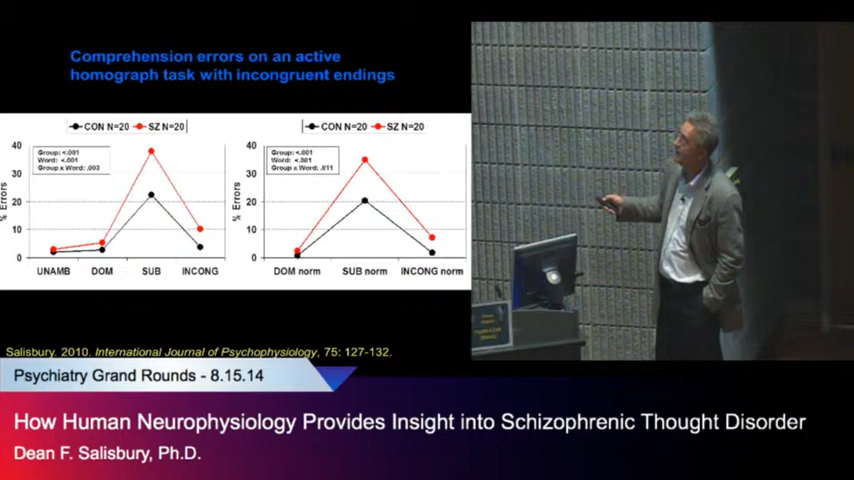 Comprehension errors on an active
homograph task with incongruent endings
CON N=20 SZ N=20
Group: <.001
Word: <.001
Group x Word: .003
% Errors
40
30
20
10
0
UNAMB DOM SUB INCONG
CON N=20 SZ N=20
Group: <.001
Word: <.001
Group x Word: .011
% Errors
40
30
20
10
0
DOM norm SUB norm INCONG norm
Salisbury. 2010. International Journal of Psychophysiology, 75: 127-132.
Psychiatry Grand Rounds - 8.15.14
How Human Neurophysiology Provides Insight into Schizophrenic Thought Disorder
Dean F. Salisbury, Ph.D.